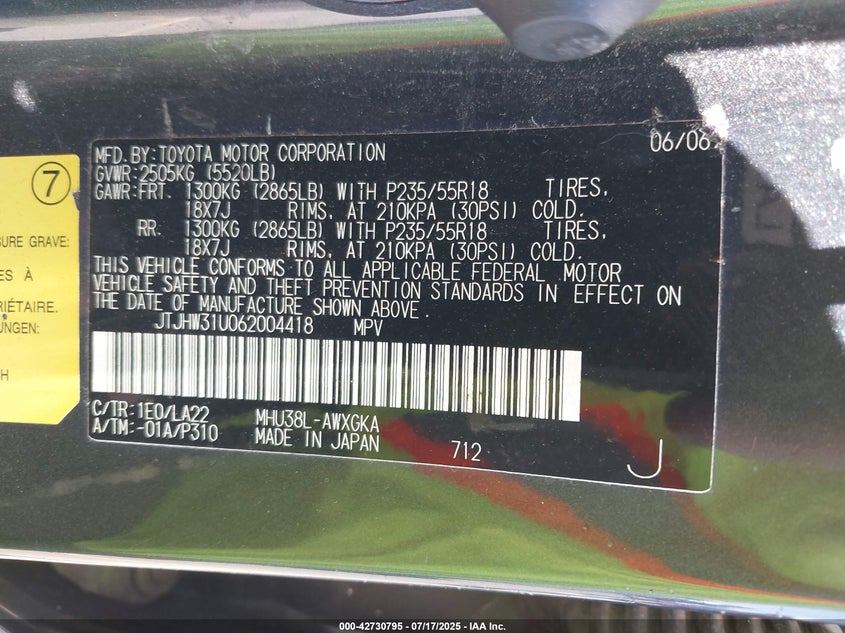 7
SURE GRAVE:
ES À
RIÉTAIRE.
UNGEN:
H
06/06
MFD. BY: TOYOTA MOTOR CORPORATION
GVWR: 2505KG (5520LB)
GAWR: FRT. 1300KG (2865LB) WITH P235/55R18 TIRES,
18X7J RIMS, AT 210KPA (30PSI) COLD.
RR. 1300KG (2865LB) WITH P235/55R18 TIRES,
18X7J RIMS, AT 210KPA (30PSI) COLD.
THIS VEHICLE CONFORMS TO ALL APPLICABLE FEDERAL MOTOR
VEHICLE SAFETY AND THEFT PREVENTION STANDARDS IN EFFECT ON
THE DATE OF MANUFACTURE SHOWN ABOVE.
JTJHW31U062004418 MPV
C/TR: 1E0/LA22 MHU38L-AWXGKA
A/TM: -01A/P310 MADE IN JAPAN 712 J
000-42730795 - 07/17/2025 - IAA Inc.